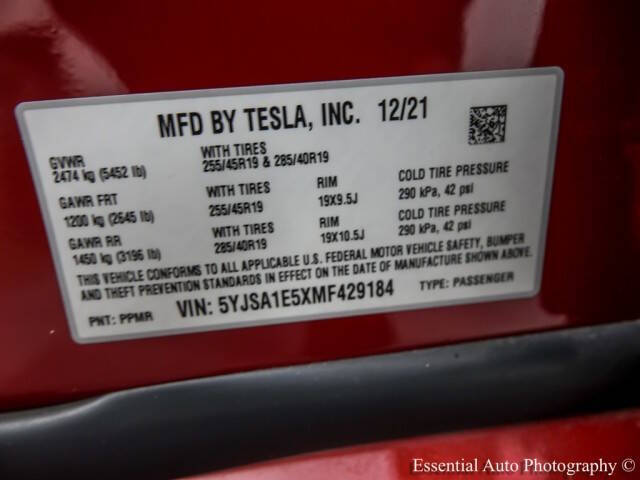 MFD BY TESLA, INC. 12/21
GVWR
2474 kg (5452 lb)
WITH TIRES
255/45R19 & 285/40R19
GAWR FRT
1200 kg (2645 lb)
WITH TIRES
255/45R19
RIM
19X9.5J
COLD TIRE PRESSURE
290 kPa, 42 psi
GAWR RR
1450 kg (3196 lb)
WITH TIRES
285/40R19
RIM
19X10.5J
COLD TIRE PRESSURE
290 kPa, 42 psi
THIS VEHICLE CONFORMS TO ALL APPLICABLE U.S. FEDERAL MOTOR VEHICLE SAFETY, BUMPER
AND THEFT PREVENTION STANDARDS IN EFFECT ON THE DATE OF MANUFACTURE SHOWN ABOVE.
PNT: PPMR VIN: 5YJSA1E5XMF429184 TYPE: PASSENGER
Essential Auto Photography ©